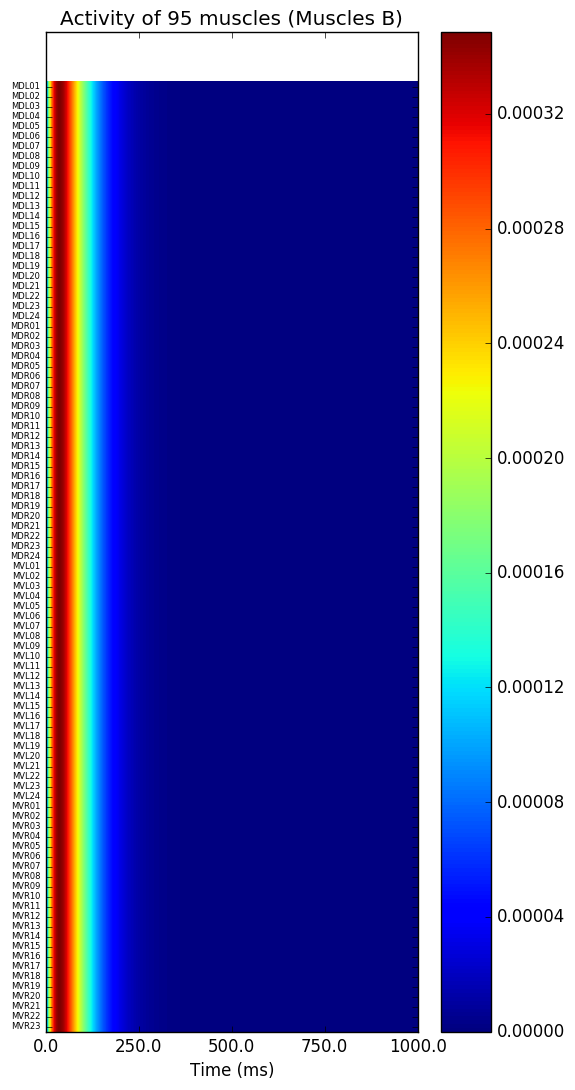 Activity of 95 muscles (Muscles B)
MDL01
MDL02
MDL03
MDL04
MDL05
MDL06
MDL07
MDL08
MDL09
MDL10
MDL11
MDL12
MDL13
MDL14
MDL15
MDL16
MDL17
MDL18
MDL19
MDL20
MDL21
MDL22
MDL23
MDL24
MDR01
MDR02
MDR03
MDR04
MDR05
MDR06
MDR07
MDR08
MDR09
MDR10
MDR11
MDR12
MDR13
MDR14
MDR15
MDR16
MDR17
MDR18
MDR19
MDR20
MDR21
MDR22
MDR23
MDR24
MVL01
MVL02
MVL03
MVL04
MVL05
MVL06
MVL07
MVL08
MVL09
MVL10
MVL11
MVL12
MVL13
MVL14
MVL15
MVL16
MVL17
MVL18
MVL19
MVL20
MVL21
MVL22
MVL23
MVL24
MVR01
MVR02
MVR03
MVR04
MVR05
MVR06
MVR07
MVR08
MVR09
MVR10
MVR11
MVR12
MVR13
MVR14
MVR15
MVR16
MVR17
MVR18
MVR19
MVR20
MVR21
MVR22
MVR23
0.0 250.0 500.0 750.0 1000.0
Time (ms)
0.00032
0.00028
0.00024
0.00020
0.00016
0.00012
0.00008
0.00004
0.00000